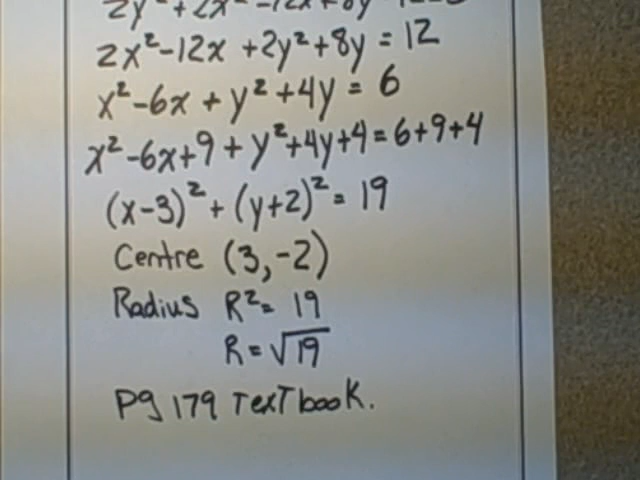 2x²-12x +2y²+8y = 12
x²-6x + y²+4y = 6
x²-6x+9 + y²+4y+4 = 6+9+4
(x-3)² + (y+2)² = 19
Centre (3,-2)
Radius R² = 19
R = √19
Pg 179 TexTbooK.